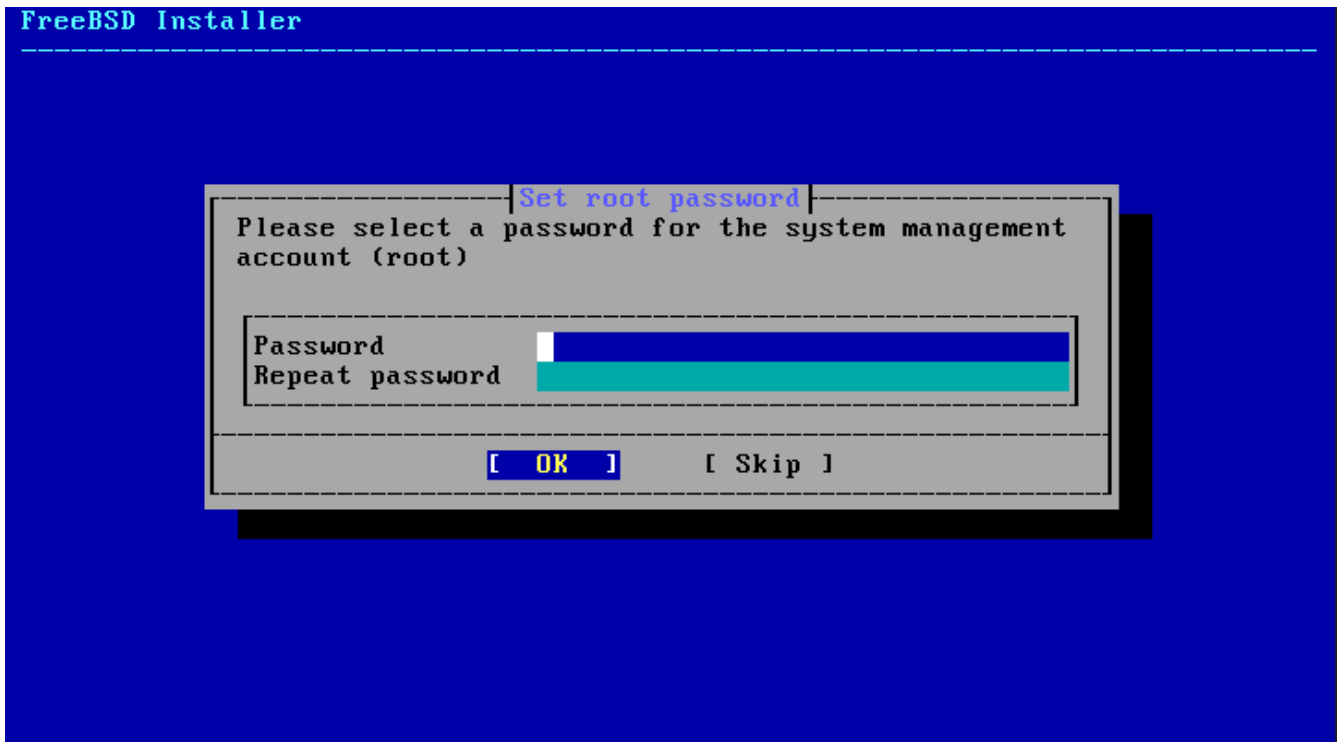 FreeBSD Installer
Set root password
Please select a password for the system management
account (root)
Password
Repeat password
[ OK ] [ Skip ]